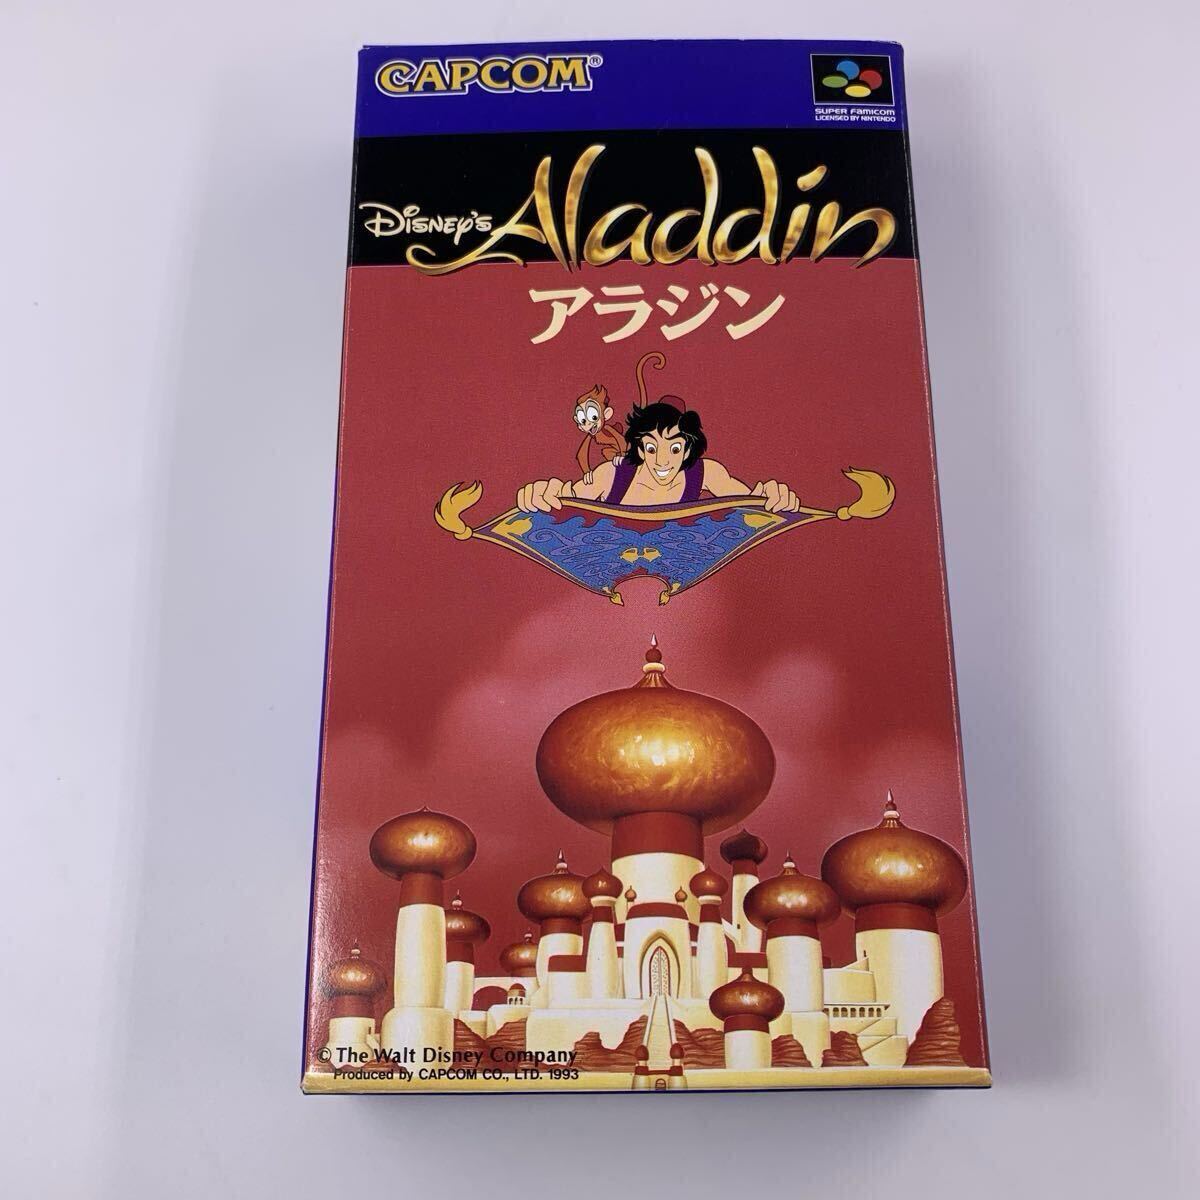 CAPCOM®
SUPER FAMICOM
LICENSED BY NINTENDO
DISNEY'S Aladdin
アラジン
© The Walt Disney Company
Produced by CAPCOM CO., LTD. 1993